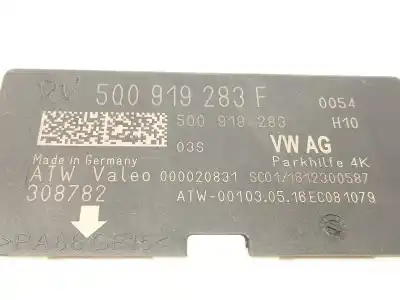 5Q0 919 283 F 0054
5Q0 919 283 H10
03S VW AG
Made in Germany Parkhilfe 4K
ATW Valeo 000020831 SC01/1612300587
308782 ATW-00103.05.16EC081079